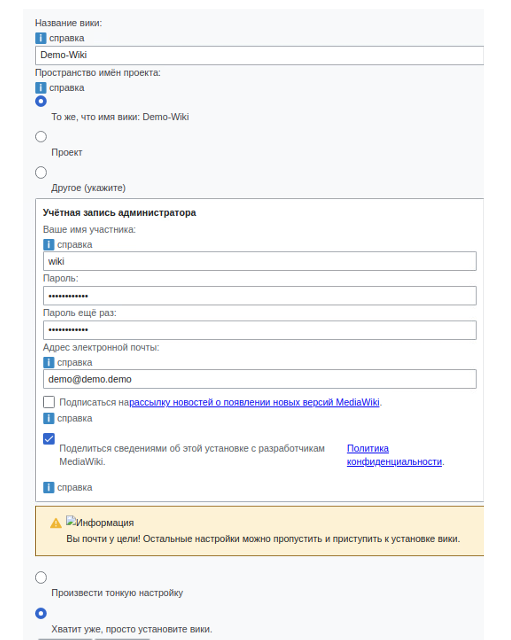 Название вики:
справка
Demo-Wiki
Пространство имён проекта:
справка
То же, что имя вики: Demo-Wiki
Проект
Другое (укажите)
Учётная запись администратора
Ваше имя участника:
справка
wiki
Пароль:
••••••••••••
Пароль ещё раз:
••••••••••••
Адрес электронной почты:
справка
demo@demo.demo
Подписаться нарассылку новостей о появлении новых версий MediaWiki.
справка
Поделиться сведениями об этой установке с разработчикам MediaWiki.
Политика конфиденциальности.
справка
Информация
Вы почти у цели! Остальные настройки можно пропустить и приступить к установке вики.
Произвести тонкую настройку
Хватит уже, просто установите вики.